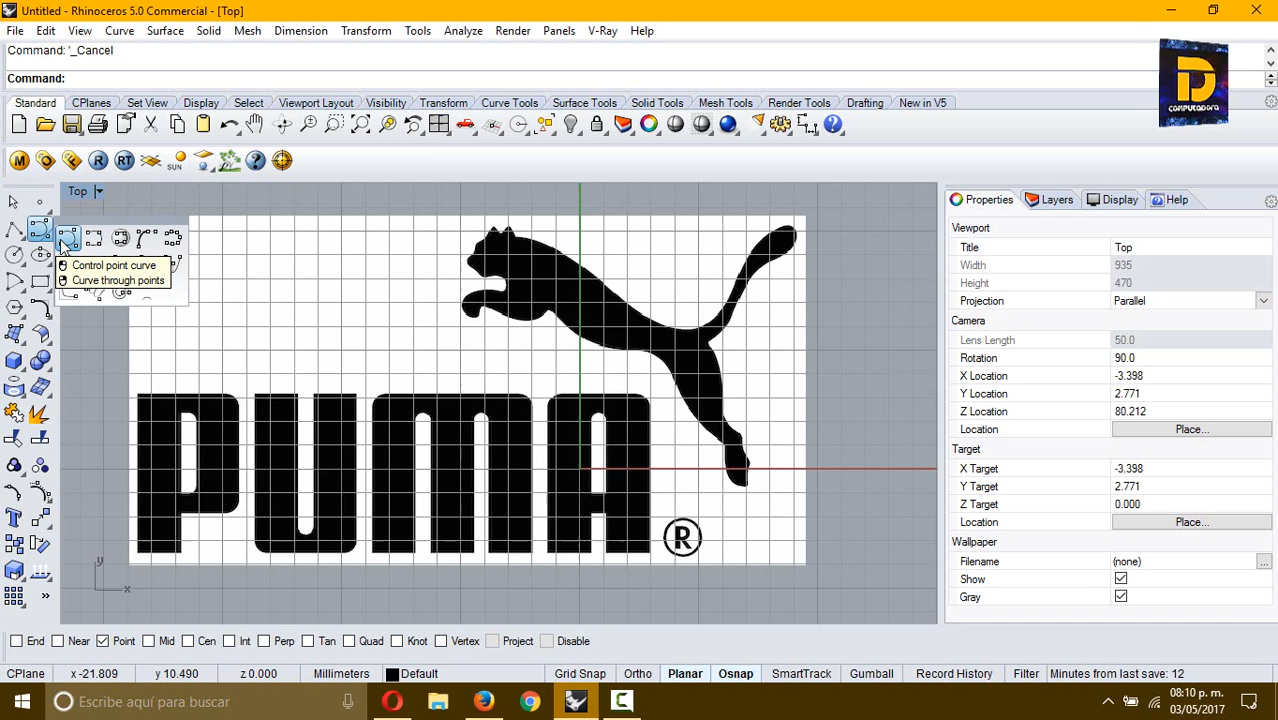 Untitled - Rhinoceros 5.0 Commercial - [Top]
File Edit View Curve Surface Solid Mesh Dimension Transform Tools Analyze Render Panels V-Ray Help
Command: '_Cancel
Command:
D
COMPUTADORA
Standard CPlanes Set View Display Select Viewport Layout Visibility Transform Curve Tools Surface Tools Solid Tools Mesh Tools Render Tools Drafting New in V5
M O F R RT SUN ?
Top
Properties Layers Display Help
Viewport
Title Top
Width 935
Height 470
Projection Parallel
Camera
Lens Length 50.0
Rotation 90.0
X Location -3.398
Y Location 2.771
Z Location 80.212
Location Place...
Target
X Target -3.398
Y Target 2.771
Z Target 0.000
Location Place...
Wallpaper
Filename (none) ...
Show
Gray
Control point curve
Curve through points
PUMA
®
y
x
End Near Point Mid Cen Int Perp Tan Quad Knot Vertex Project Disable
CPlane x -21.809 y 10.490 z 0.000 Millimeters Default Grid Snap Ortho Planar Osnap SmartTrack Gumball Record History Filter Minutes from last save: 12
Escribe aquí para buscar
08:10 p. m.
03/05/2017